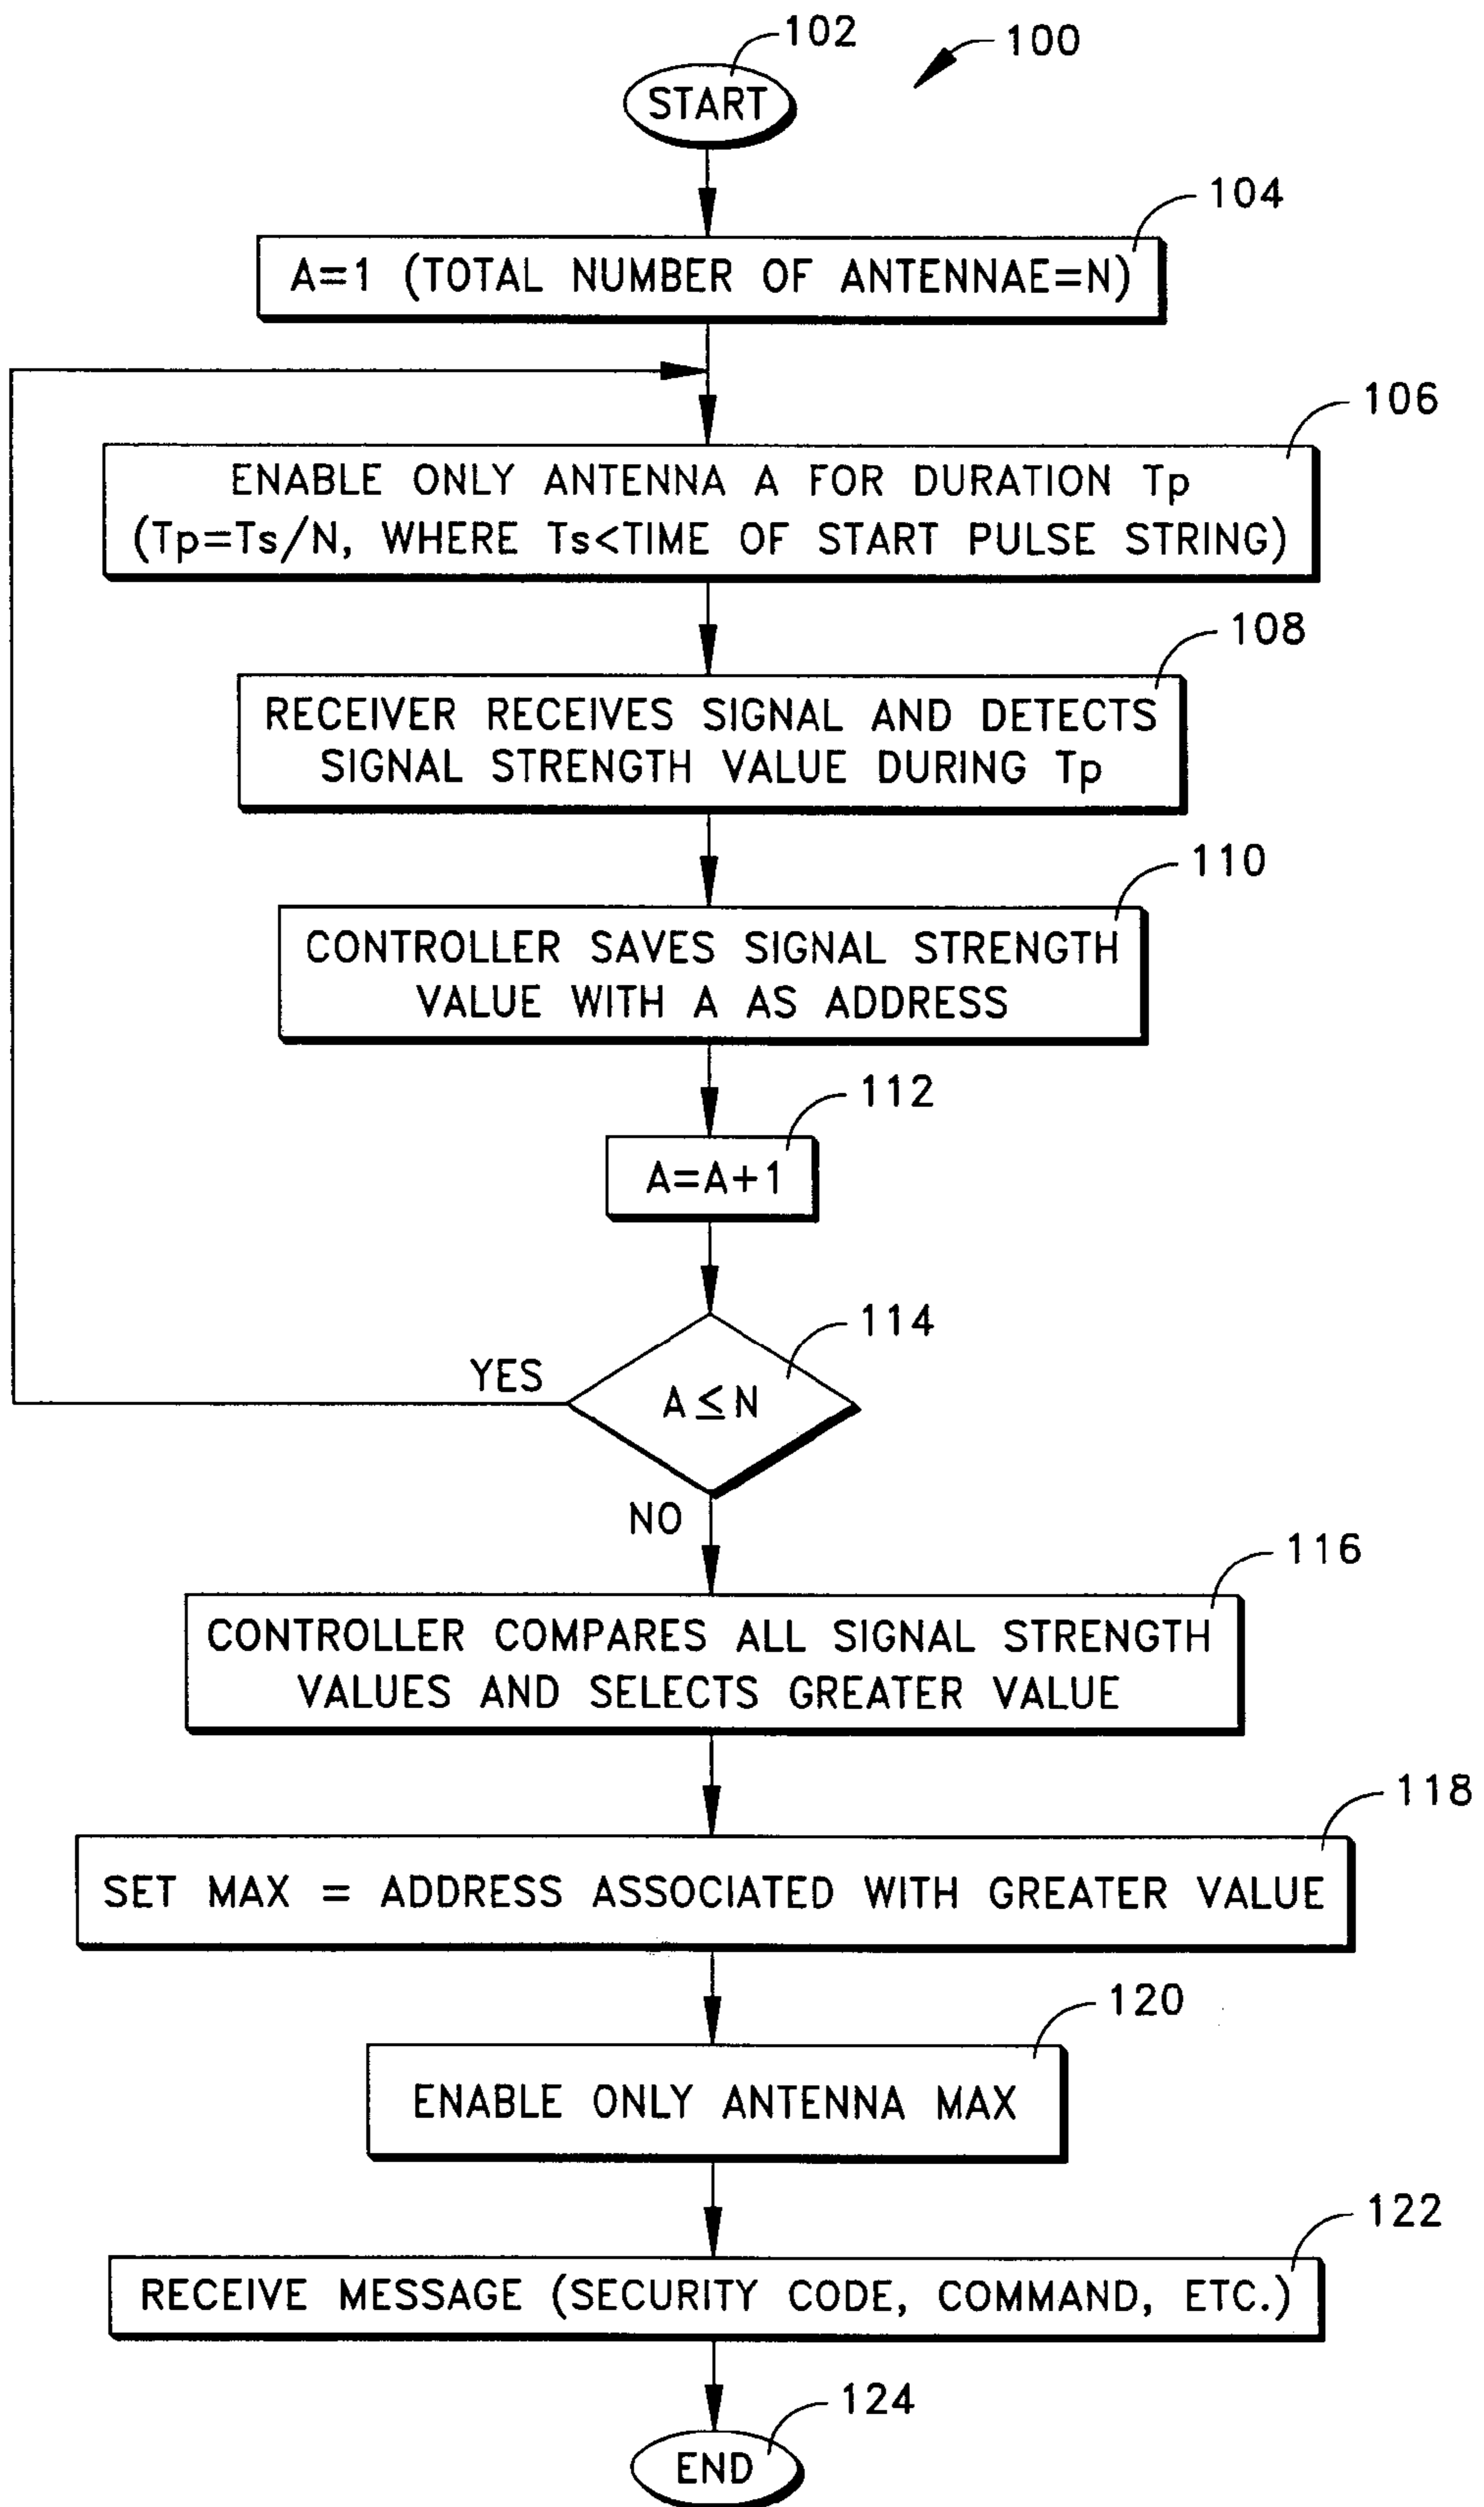 102
100
START
104
A=1 (TOTAL NUMBER OF ANTENNAE=N)
106
ENABLE ONLY ANTENNA A FOR DURATION Tp
(Tp=Ts/N, WHERE Ts<TIME OF START PULSE STRING)
108
RECEIVER RECEIVES SIGNAL AND DETECTS
SIGNAL STRENGTH VALUE DURING Tp
110
CONTROLLER SAVES SIGNAL STRENGTH
VALUE WITH A AS ADDRESS
112
A=A+1
114
YES
A≤N
NO
116
CONTROLLER COMPARES ALL SIGNAL STRENGTH
VALUES AND SELECTS GREATER VALUE
118
SET MAX = ADDRESS ASSOCIATED WITH GREATER VALUE
120
ENABLE ONLY ANTENNA MAX
122
RECEIVE MESSAGE (SECURITY CODE, COMMAND, ETC.)
124
END